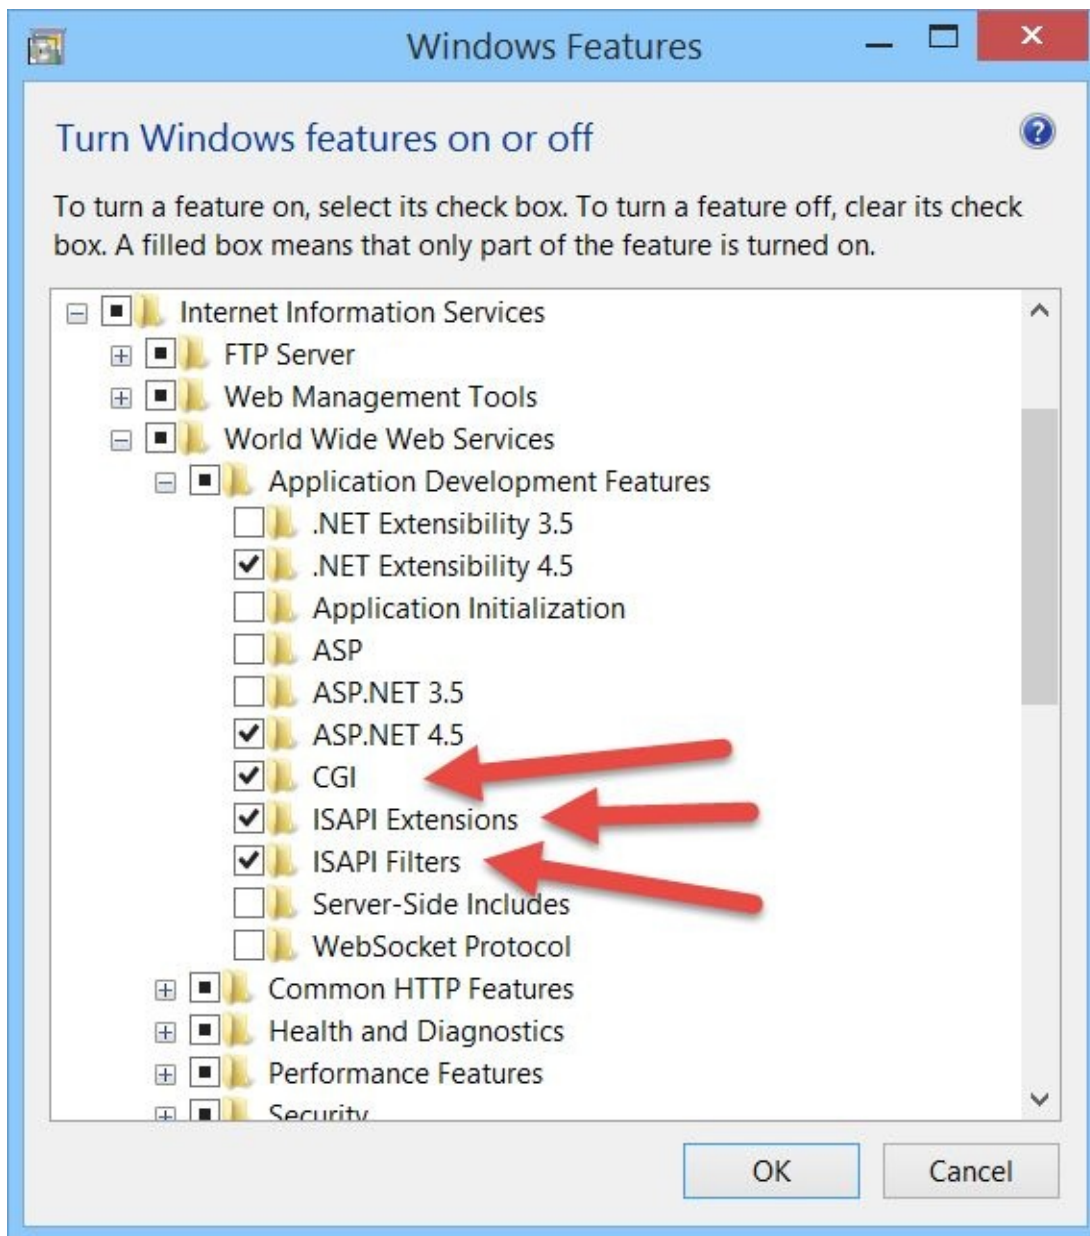 Windows Features
Turn Windows features on or off
To turn a feature on, select its check box. To turn a feature off, clear its check
box. A filled box means that only part of the feature is turned on.
Internet Information Services
FTP Server
Web Management Tools
World Wide Web Services
Application Development Features
.NET Extensibility 3.5
.NET Extensibility 4.5
Application Initialization
ASP
ASP.NET 3.5
ASP.NET 4.5
CGI
ISAPI Extensions
ISAPI Filters
Server-Side Includes
WebSocket Protocol
Common HTTP Features
Health and Diagnostics
Performance Features
Security
OK Cancel